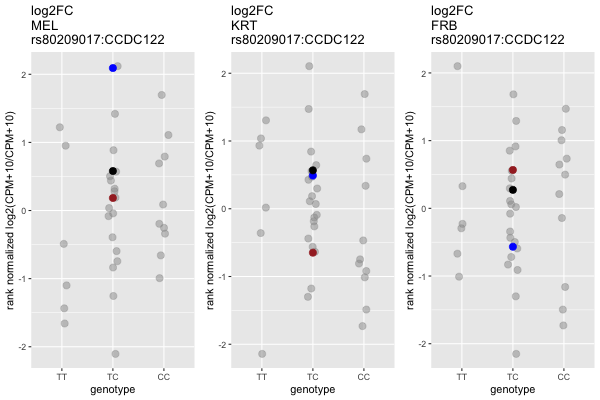 log2FC
MEL
rs80209017:CCDC122
rank normalized log2(CPM+10/CPM+10)
2
1
0
-1
-2
TT
TC
CC
genotype
log2FC
KRT
rs80209017:CCDC122
rank normalized log2(CPM+10/CPM+10)
2
1
0
-1
-2
TT
TC
CC
genotype
log2FC
FRB
rs80209017:CCDC122
rank normalized log2(CPM+10/CPM+10)
2
1
0
-1
-2
TT
TC
CC
genotype